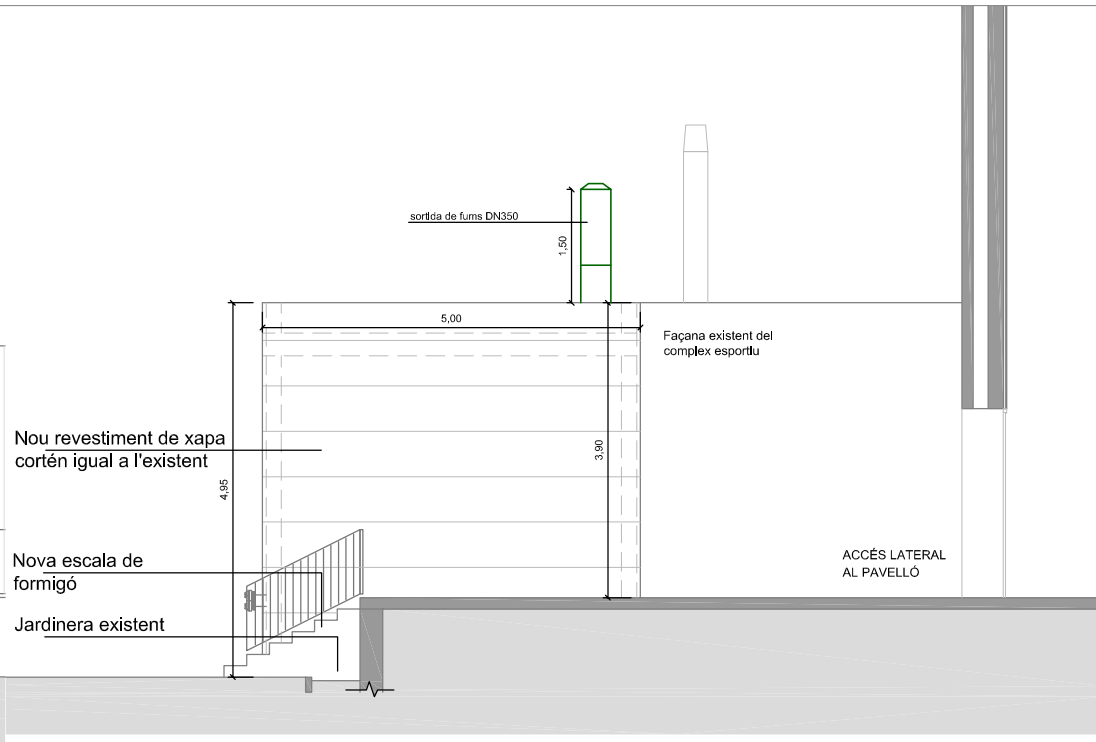 sortida de fums DN350
1,50
5,00
Façana existent del
complex esportiu
Nou revestiment de xapa
cortén igual a l'existent
3,90
4,95
Nova escala de
formigó
ACCÉS LATERAL
AL PAVELLÓ
Jardinera existent